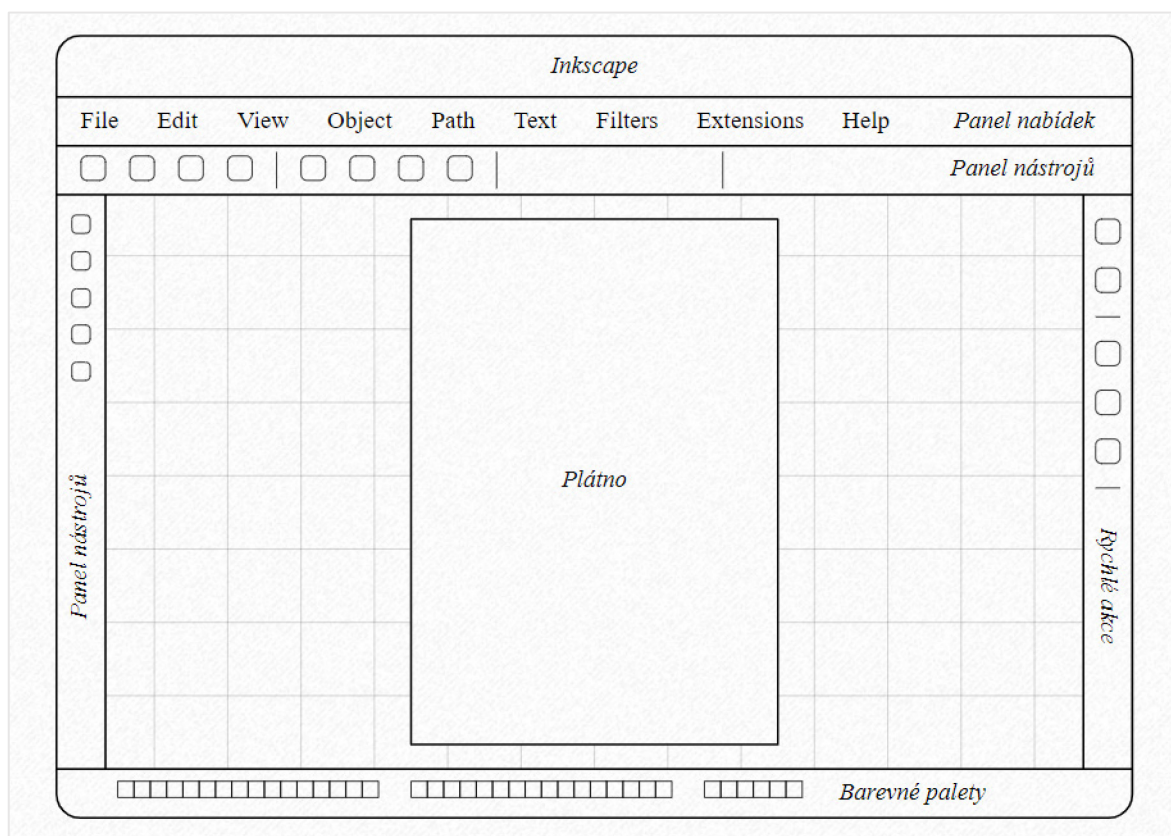 Inkscape
File Edit View Object Path Text Filters Extensions Help Panel nabídek
Panel nástrojů
Panel nástrojů
Plátno
Rychlé akce
Barevné palety